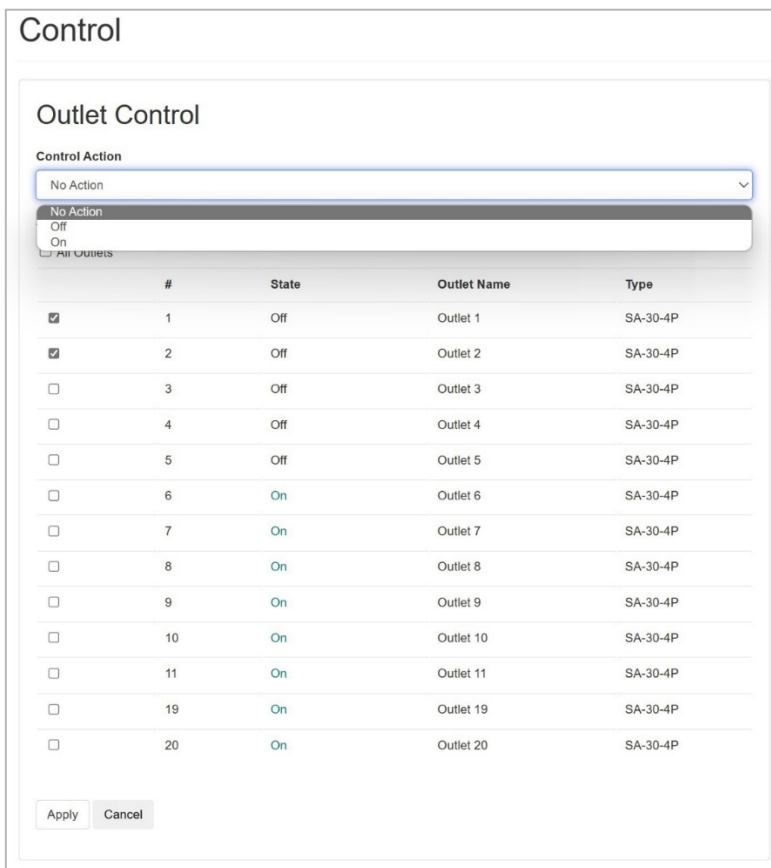 Control
Outlet Control
Control Action
No Action
No Action
Off
On
All Outlets
# State Outlet Name Type
1 Off Outlet 1 SA-30-4P
2 Off Outlet 2 SA-30-4P
3 Off Outlet 3 SA-30-4P
4 Off Outlet 4 SA-30-4P
5 Off Outlet 5 SA-30-4P
6 On Outlet 6 SA-30-4P
7 On Outlet 7 SA-30-4P
8 On Outlet 8 SA-30-4P
9 On Outlet 9 SA-30-4P
10 On Outlet 10 SA-30-4P
11 On Outlet 11 SA-30-4P
19 On Outlet 19 SA-30-4P
20 On Outlet 20 SA-30-4P
Apply Cancel